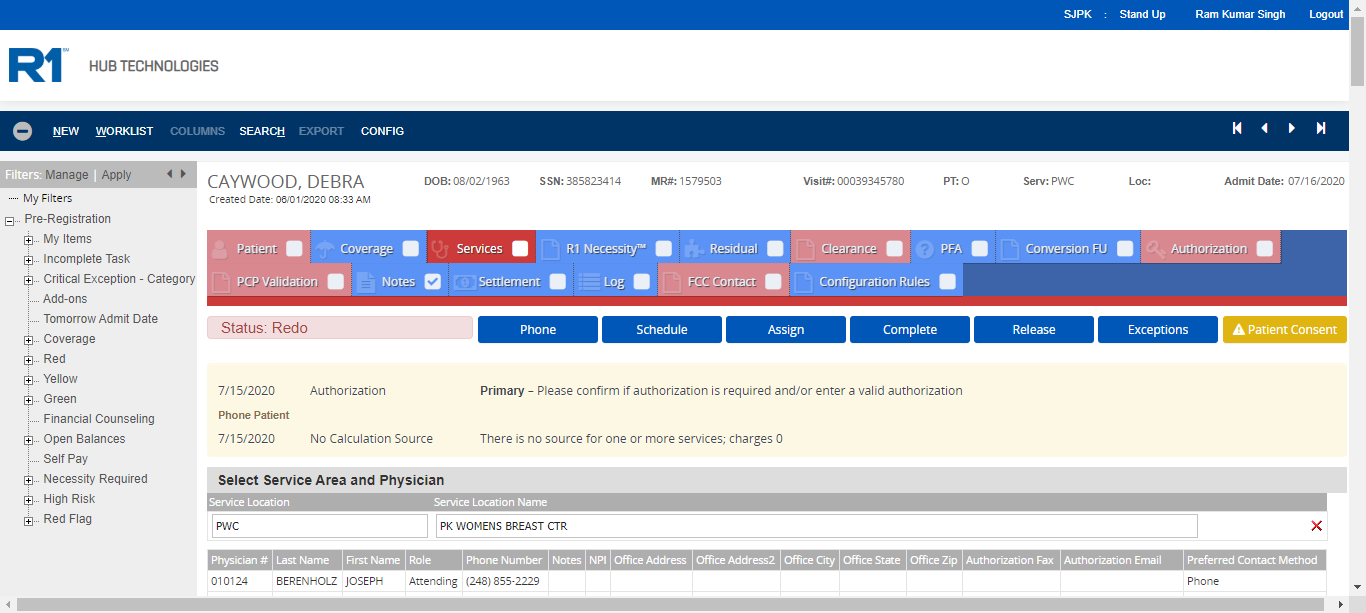 SJPK : Stand Up Ram Kumar Singh Logout
R1 SM HUB TECHNOLOGIES
NEW WORKLIST COLUMNS SEARCH EXPORT CONFIG
Filters: Manage | Apply
My Filters
Pre-Registration
My Items
Incomplete Task
Critical Exception - Category
Add-ons
Tomorrow Admit Date
Coverage
Red
Yellow
Green
Financial Counseling
Open Balances
Self Pay
Necessity Required
High Risk
Red Flag
CAYWOOD, DEBRA DOB: 08/02/1963 SSN: 385823414 MR#: 1579503 Visit#: 00039345780 PT: O Serv: PWC Loc: Admit Date: 07/16/2020
Created Date: 06/01/2020 08:33 AM
Patient Coverage Services R1 Necessity™ Residual Clearance PFA Conversion FU Authorization
PCP Validation Notes Settlement Log FCC Contact Configuration Rules
Status: Redo Phone Schedule Assign Complete Release Exceptions Patient Consent
7/15/2020 Authorization Primary – Please confirm if authorization is required and/or enter a valid authorization
Phone Patient
7/15/2020 No Calculation Source There is no source for one or more services; charges 0
Select Service Area and Physician
Service Location Service Location Name
PWC PK WOMENS BREAST CTR
Physician # Last Name First Name Role Phone Number Notes NPI Office Address Office Address2 Office City Office State Office Zip Authorization Fax Authorization Email Preferred Contact Method
010124 BERENHOLZ JOSEPH Attending (248) 855-2229 Phone